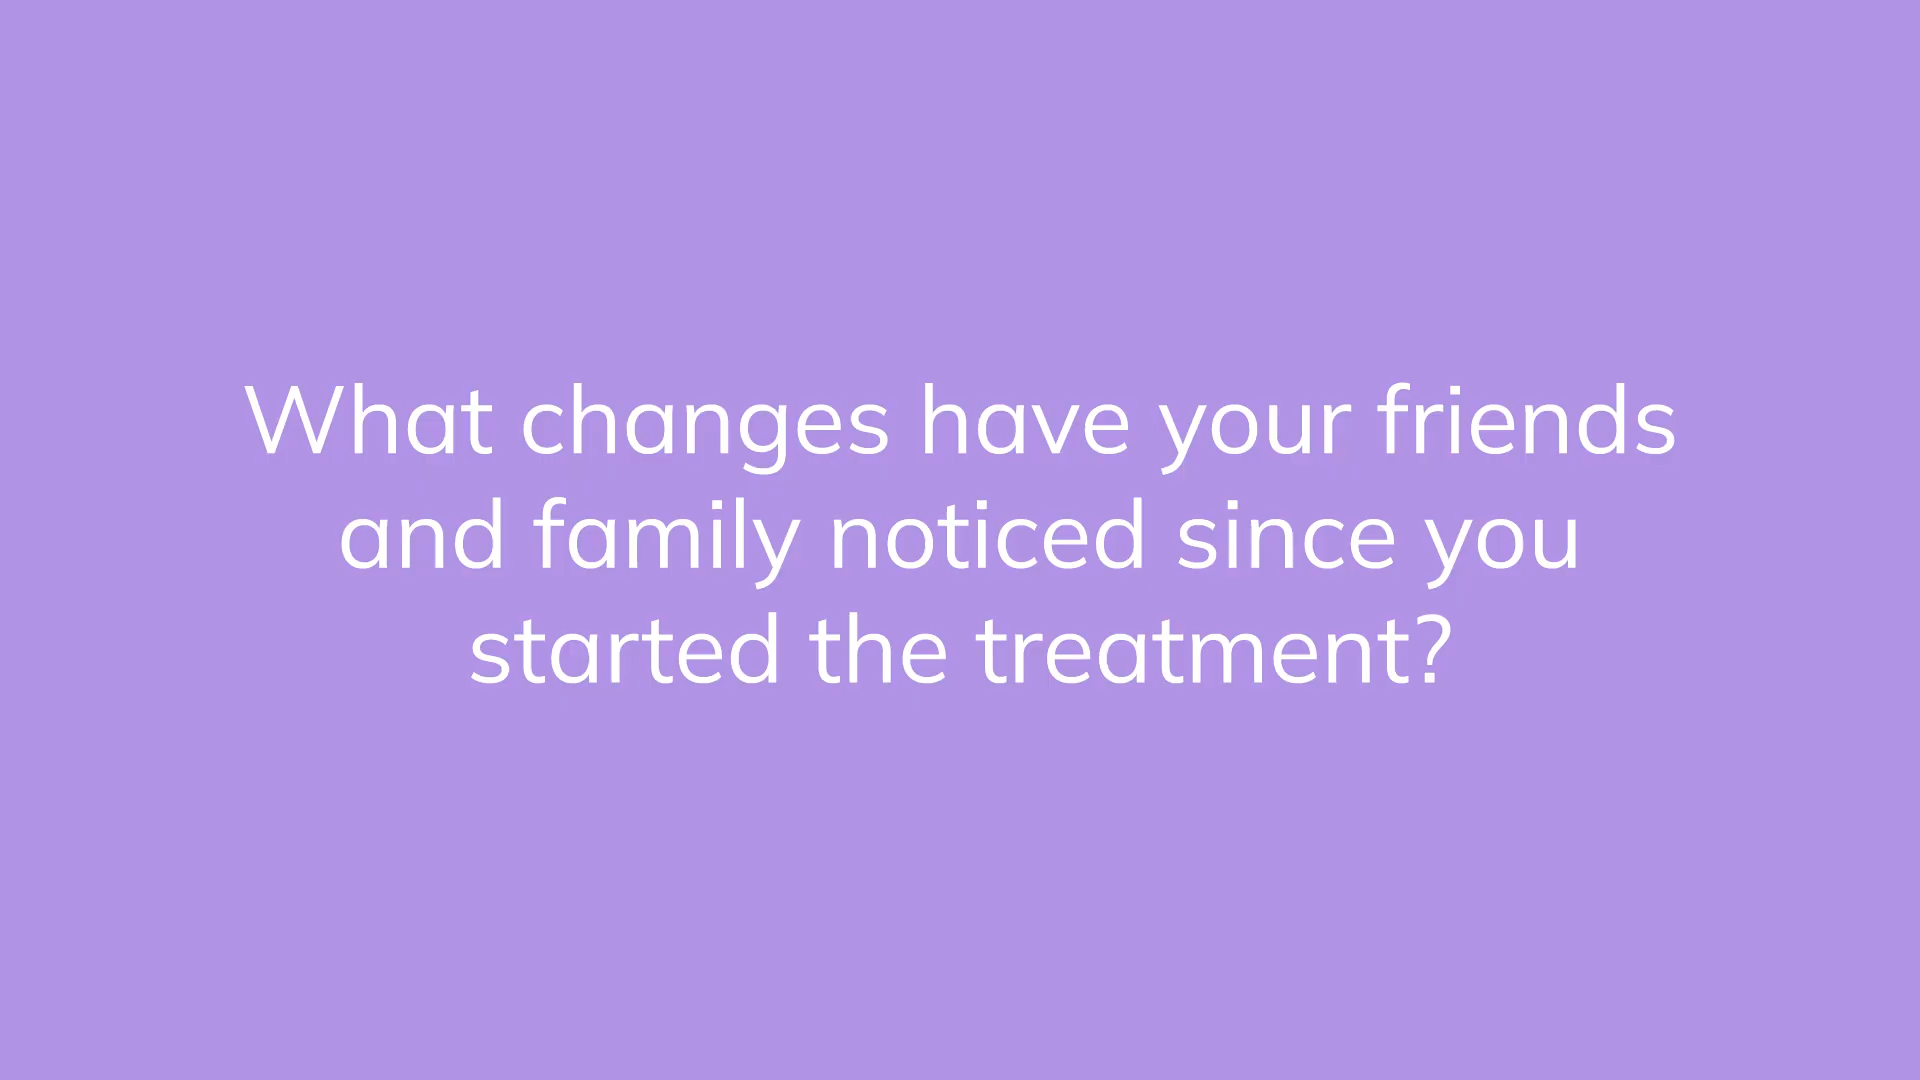 What changes have your friends
and family noticed since you
started the treatment?